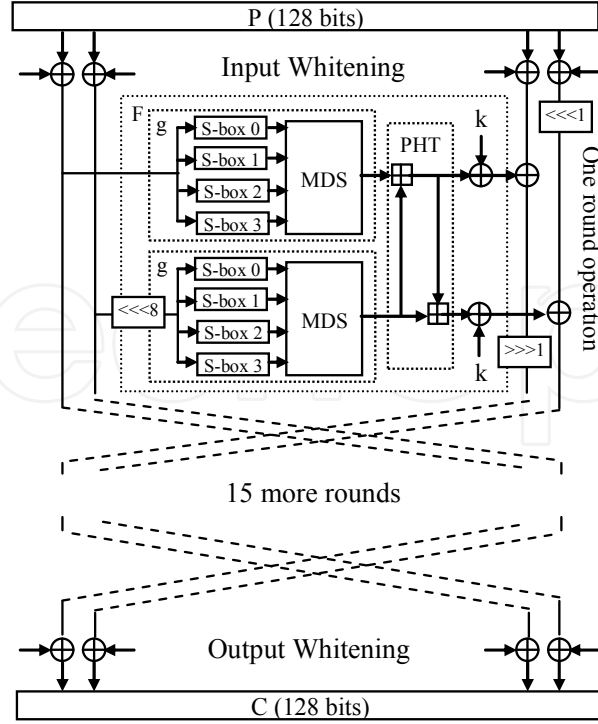 P (128 bits)
Input Whitening
F
g
S-box 0
S-box 1
S-box 2
S-box 3
MDS
PHT
k
<<<1
One round operation
g
S-box 0
S-box 1
S-box 2
S-box 3
<<<8
MDS
k
>>>1
15 more rounds
Output Whitening
C (128 bits)